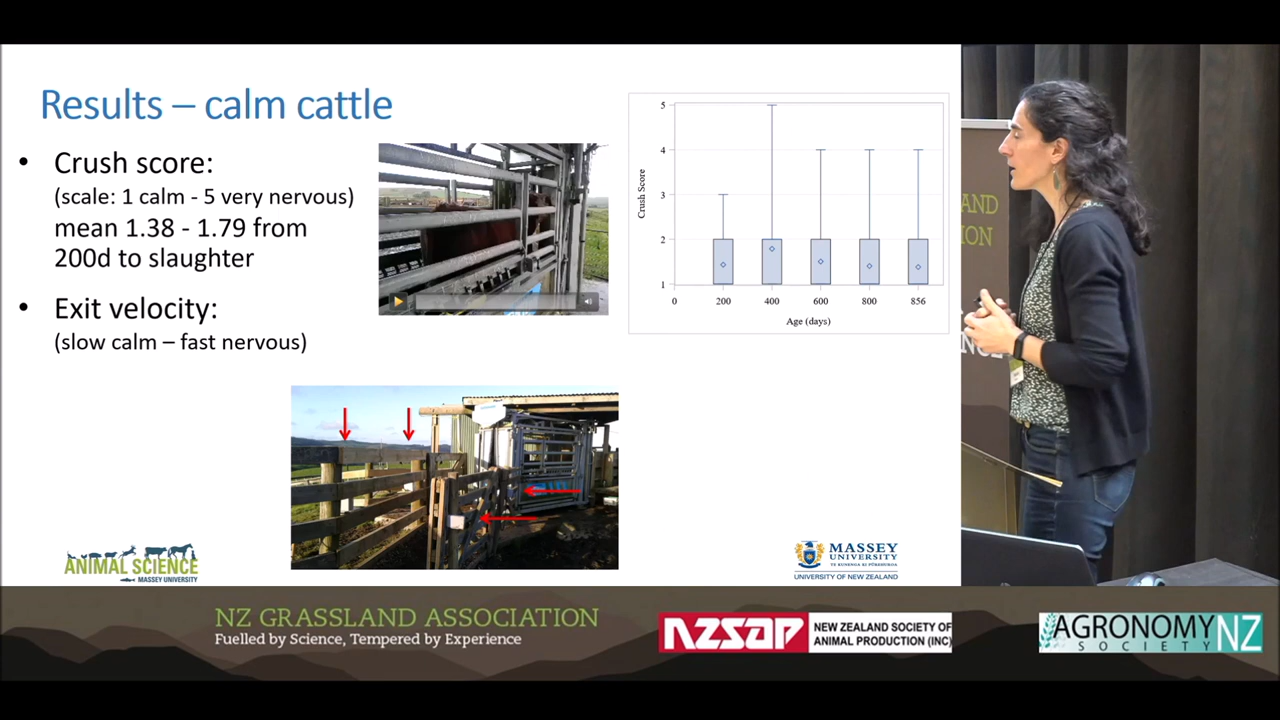 Results – calm cattle
• Crush score:
(scale: 1 calm - 5 very nervous)
mean 1.38 - 1.79 from
200d to slaughter
• Exit velocity:
(slow calm – fast nervous)
5
4
3
2
1
Crush Score
0 200 400 600 800 856
Age (days)
ANIMAL SCIENCE
MASSEY UNIVERSITY
MASSEY
UNIVERSITY
TE KUNENGA KI PŪREHUROA
UNIVERSITY OF NEW ZEALAND
NZ GRASSLAND ASSOCIATION
Fuelled by Science, Tempered by Experience
NZSAP
NEW ZEALAND SOCIETY OF
ANIMAL PRODUCTION (INC)
AGRONOMY NZ
SOCIETY